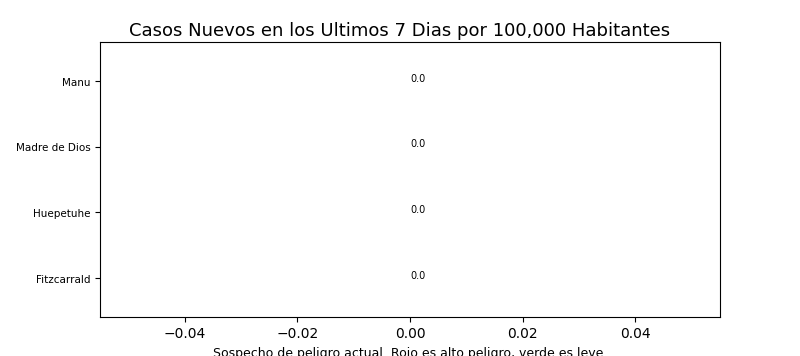 Casos Nuevos en los Ultimos 7 Dias por 100,000 Habitantes
Manu
0.0
Madre de Dios
0.0
Huepetuhe
0.0
Fitzcarrald
0.0
−0.04 −0.02 0.00 0.02 0.04
Sospecho de peligro actual. Rojo es alto peligro, verde es leve